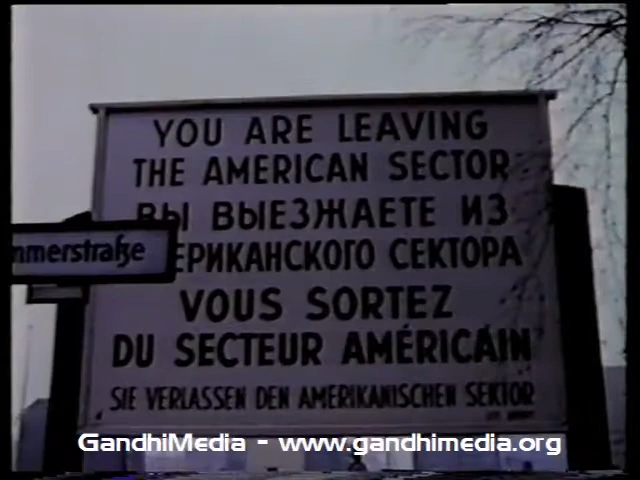 YOU ARE LEAVING
THE AMERICAN SECTOR
ВЫ ВЫЕЗЖАЕТЕ ИЗ
mmerstraße
ЕРИКАНСКОГО СЕКТОРА
VOUS SORTEZ
DU SECTEUR AMÉRICAIN
SIE VERLASSEN DEN AMERIKANISCHEN SEKTOR
GandhiMedia - www.gandhimedia.org